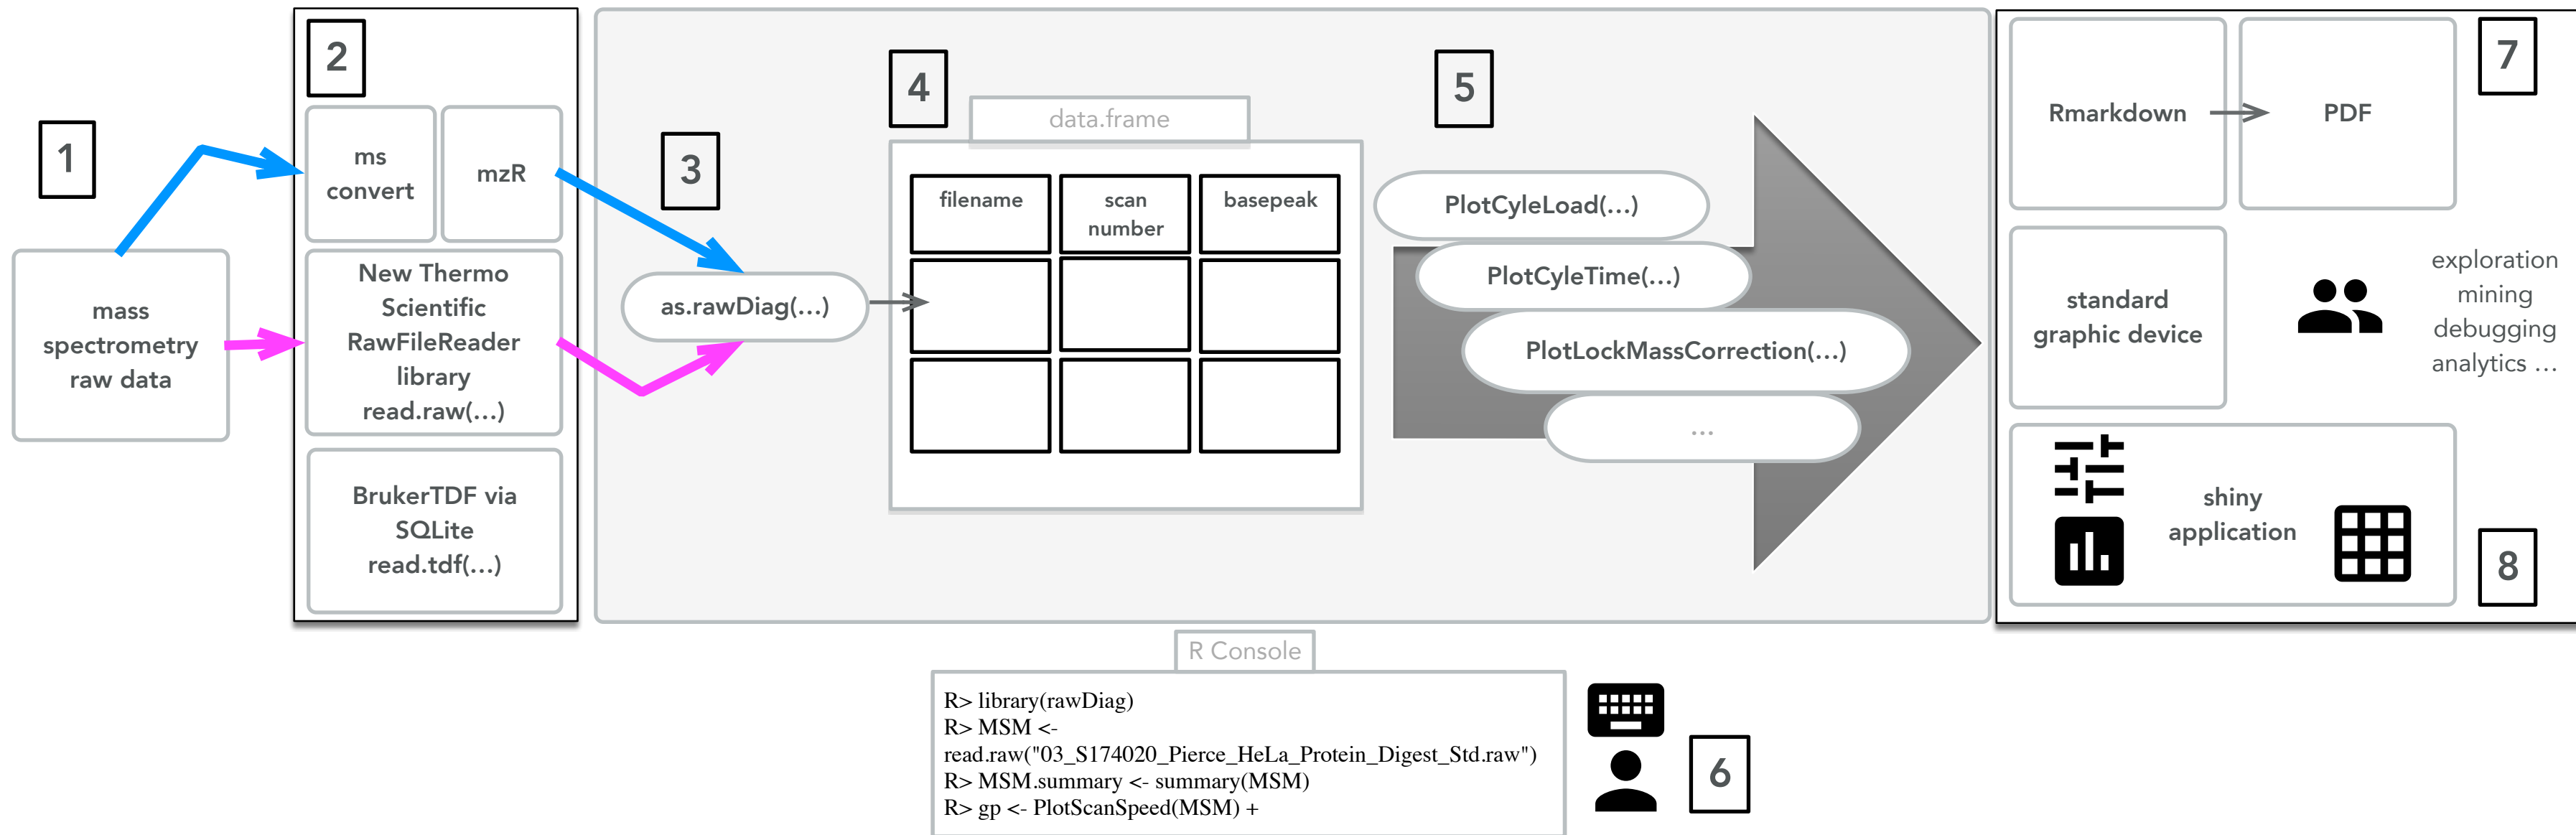 1
mass
spectrometry
raw data
2
ms
convert
mzR
New Thermo
Scientific
RawFileReader
library
read.raw(…)
BrukerTDF via
SQLite
read.tdf(…)
3
as.rawDiag(…)
4
data.frame
filename
scan
number
basepeak
5
PlotCyleLoad(…)
PlotCyleTime(…)
PlotLockMassCorrection(…)
…
R Console
R> library(rawDiag)
R> MSM <-
read.raw("03_S174020_Pierce_HeLa_Protein_Digest_Std.raw")
R> MSM.summary <- summary(MSM)
R> gp <- PlotScanSpeed(MSM) +
6
7
Rmarkdown
PDF
standard
graphic device
exploration
mining
debugging
analytics …
shiny
application
8